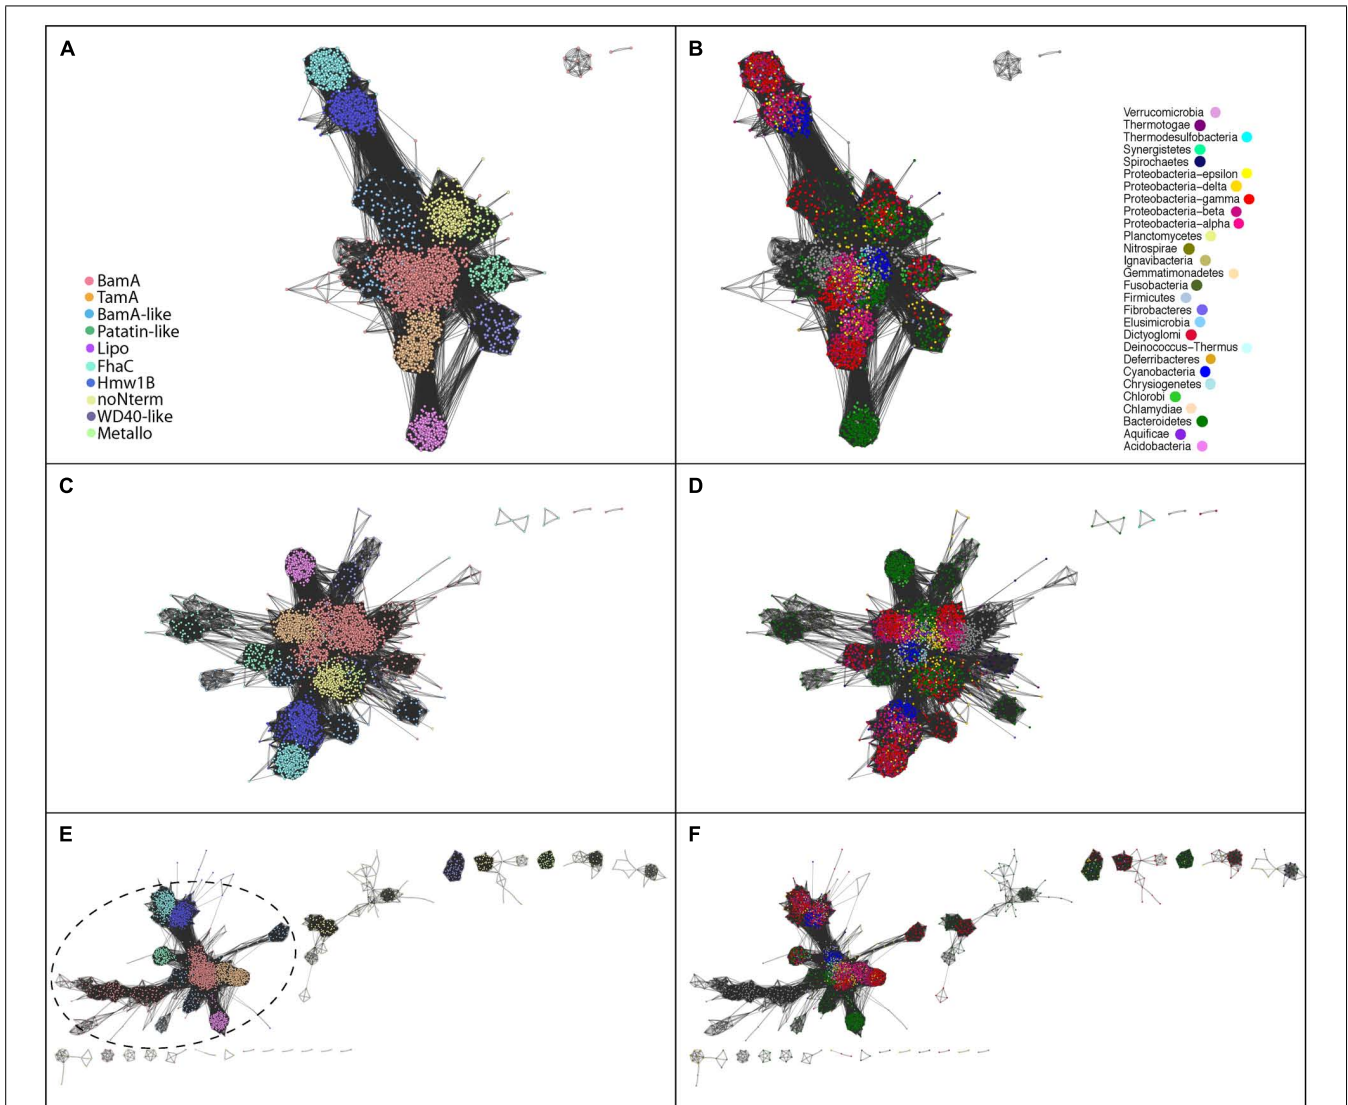 A
BamA
TamA
BamA-like
Patatin-like
Lipo
FhaC
Hmw1B
noNterm
WD40-like
Metallo
B
Verrucomicrobia
Thermotogae
Thermodesulfobacteria
Synergistetes
Spirochaetes
Proteobacteria-epsilon
Proteobacteria-delta
Proteobacteria-gamma
Proteobacteria-beta
Proteobacteria-alpha
Planctomycetes
Nitrospirae
Ignavibacteria
Gemmatimonadetes
Fusobacteria
Firmicutes
Fibrobacteres
Elusimicrobia
Dictyoglomi
Deinococcus-Thermus
Deferribacteres
Cyanobacteria
Chrysiogenetes
Chlorobi
Chlamydiae
Bacteroidetes
Aquificae
Acidobacteria
C
D
E
F